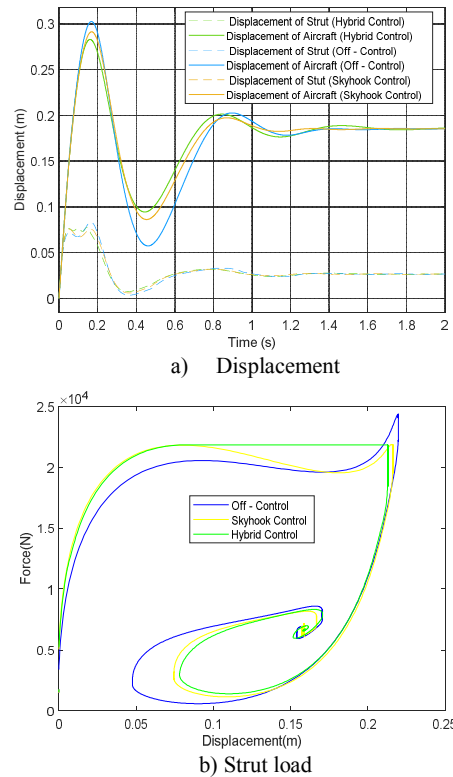 Displacement of Strut (Hybrid Control)
Displacement of Aircraft (Hybrid Control)
Displacement of Strut (Off - Control)
Displacement of Aircraft (Off - Control)
Displacement of Stut (Skyhook Control)
Displacement of Aircraft (Skyhook Control)
Displacement (m)
0.3
0.25
0.2
0.15
0.1
0.05
0
0 0.2 0.4 0.6 0.8 1 1.2 1.4 1.6 1.8 2
Time (s)
a) Displacement
×10⁴
2.5
2
1.5
1
0.5
0
Force(N)
Off - Control
Skyhook Control
Hybrid Control
0 0.05 0.1 0.15 0.2 0.25
Displacement(m)
b) Strut load